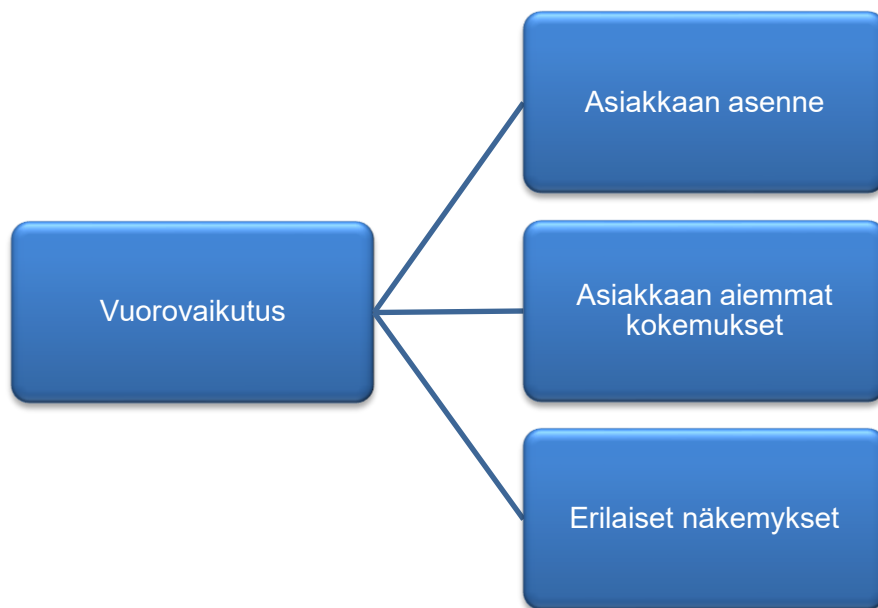 Asiakkaan asenne
Vuorovaikutus
Asiakkaan aiemmat
kokemukset
Erilaiset näkemykset